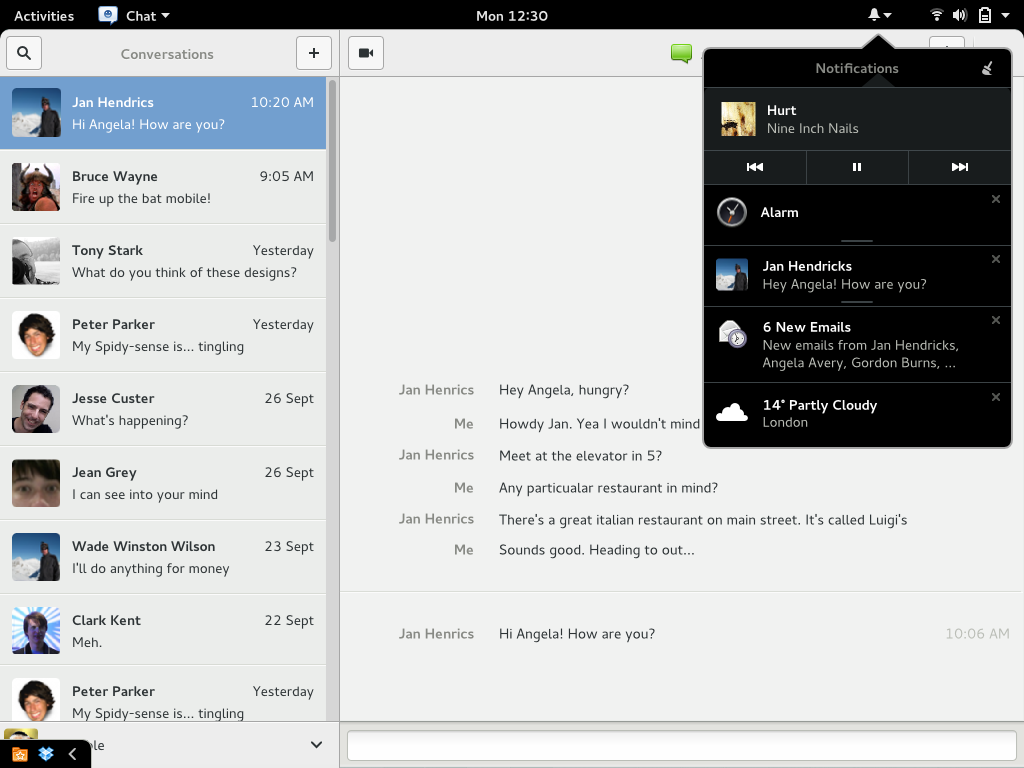 Activities Chat Mon 12:30
Conversations
Jan Hendrics 10:20 AM
Hi Angela! How are you?
Bruce Wayne 9:05 AM
Fire up the bat mobile!
Tony Stark Yesterday
What do you think of these designs?
Peter Parker Yesterday
My Spidy-sense is... tingling
Jesse Custer 26 Sept
What's happening?
Jean Grey 26 Sept
I can see into your mind
Wade Winston Wilson 23 Sept
I'll do anything for money
Clark Kent 22 Sept
Meh.
Peter Parker Yesterday
My Spidy-sense is... tingling
Jan Henrics Hey Angela, hungry?
Me Howdy Jan. Yea I wouldn't mind
Jan Henrics Meet at the elevator in 5?
Me Any particualar restaurant in mind?
Jan Henrics There's a great italian restaurant on main street. It's called Luigi's
Me Sounds good. Heading to out...
Jan Henrics Hi Angela! How are you? 10:06 AM
Notifications
Hurt
Nine Inch Nails
Alarm
Jan Hendricks
Hey Angela! How are you?
6 New Emails
New emails from Jan Hendricks,
Angela Avery, Gordon Burns, ...
14° Partly Cloudy
London